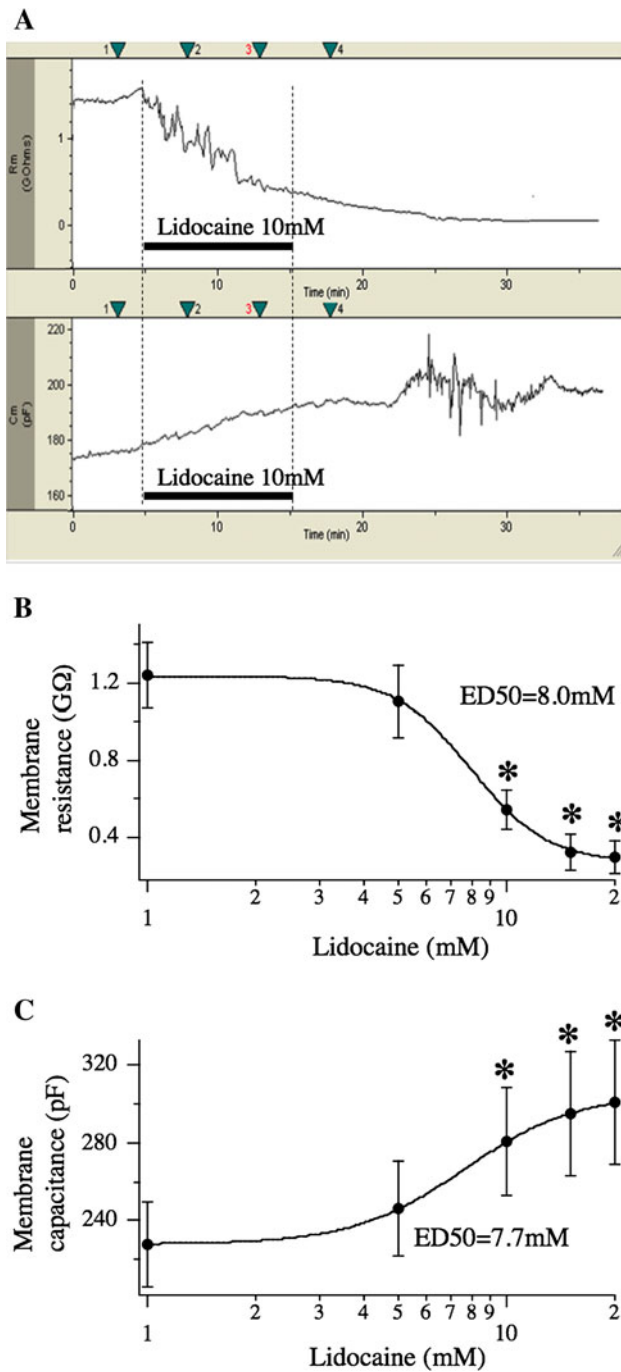 A
1 2 3 4
Rm
(GOhms)
1
0
Lidocaine 10mM
0 10 20 30
Time (min)
1 2 3 4
Cm
(pF)
220
200
180
160
Lidocaine 10mM
0 10 20 30
Time (min)
B
Membrane
resistance (GΩ)
1.2
0.8
0.4
ED50=8.0mM
* * *
2 3 4 5 6 7 8 9 2
1 10
Lidocaine (mM)
C
Membrane
capacitance (pF)
320
280
240
* * *
ED50=7.7mM
2 3 4 5 6 7 8 9 2
1 10
Lidocaine (mM)